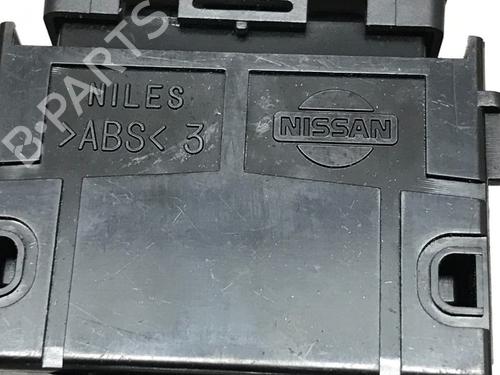 B-PARTS
NILES
>ABS< 3
NISSAN